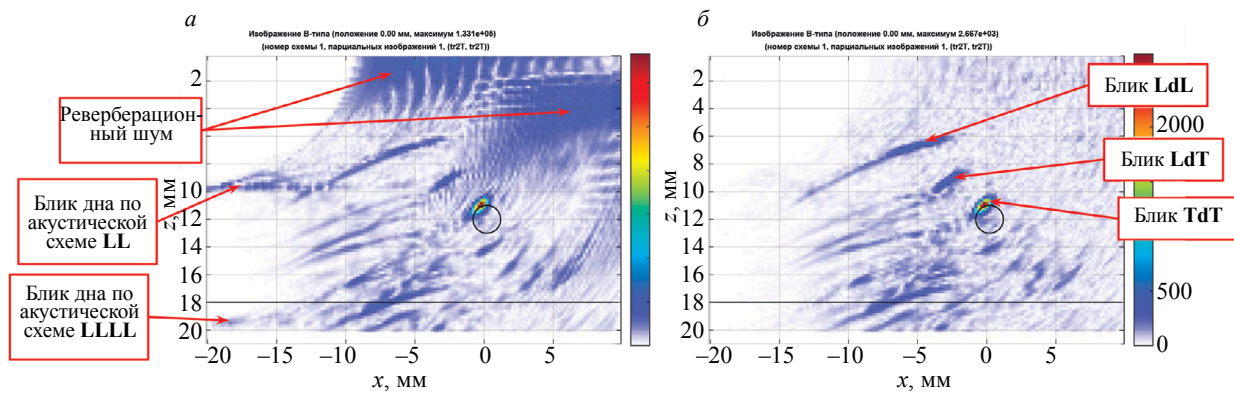 а
Изображение B-типа (положение 0.00 мм, максимум 1.331e+05)
(номер схемы 1, парциальных изображений 1, (tr2T, tr2T))
Реверберацион-
ный шум
Блик дна по
акустической
схеме LL
Блик дна по
акустической
схеме LLLL
z, мм
2
4
6
8
10
12
14
16
18
20
–20
–15
–10
–5
0
5
x, мм
б
Изображение B-типа (положение 0.00 мм, максимум 2.667e+03)
(номер схемы 1, парциальных изображений 1, (tr2T, tr2T))
Блик LdL
Блик LdT
Блик TdT
2000
500
0
z, мм
2
4
6
8
10
12
14
16
18
20
–20
–15
–10
–5
0
5
x, мм